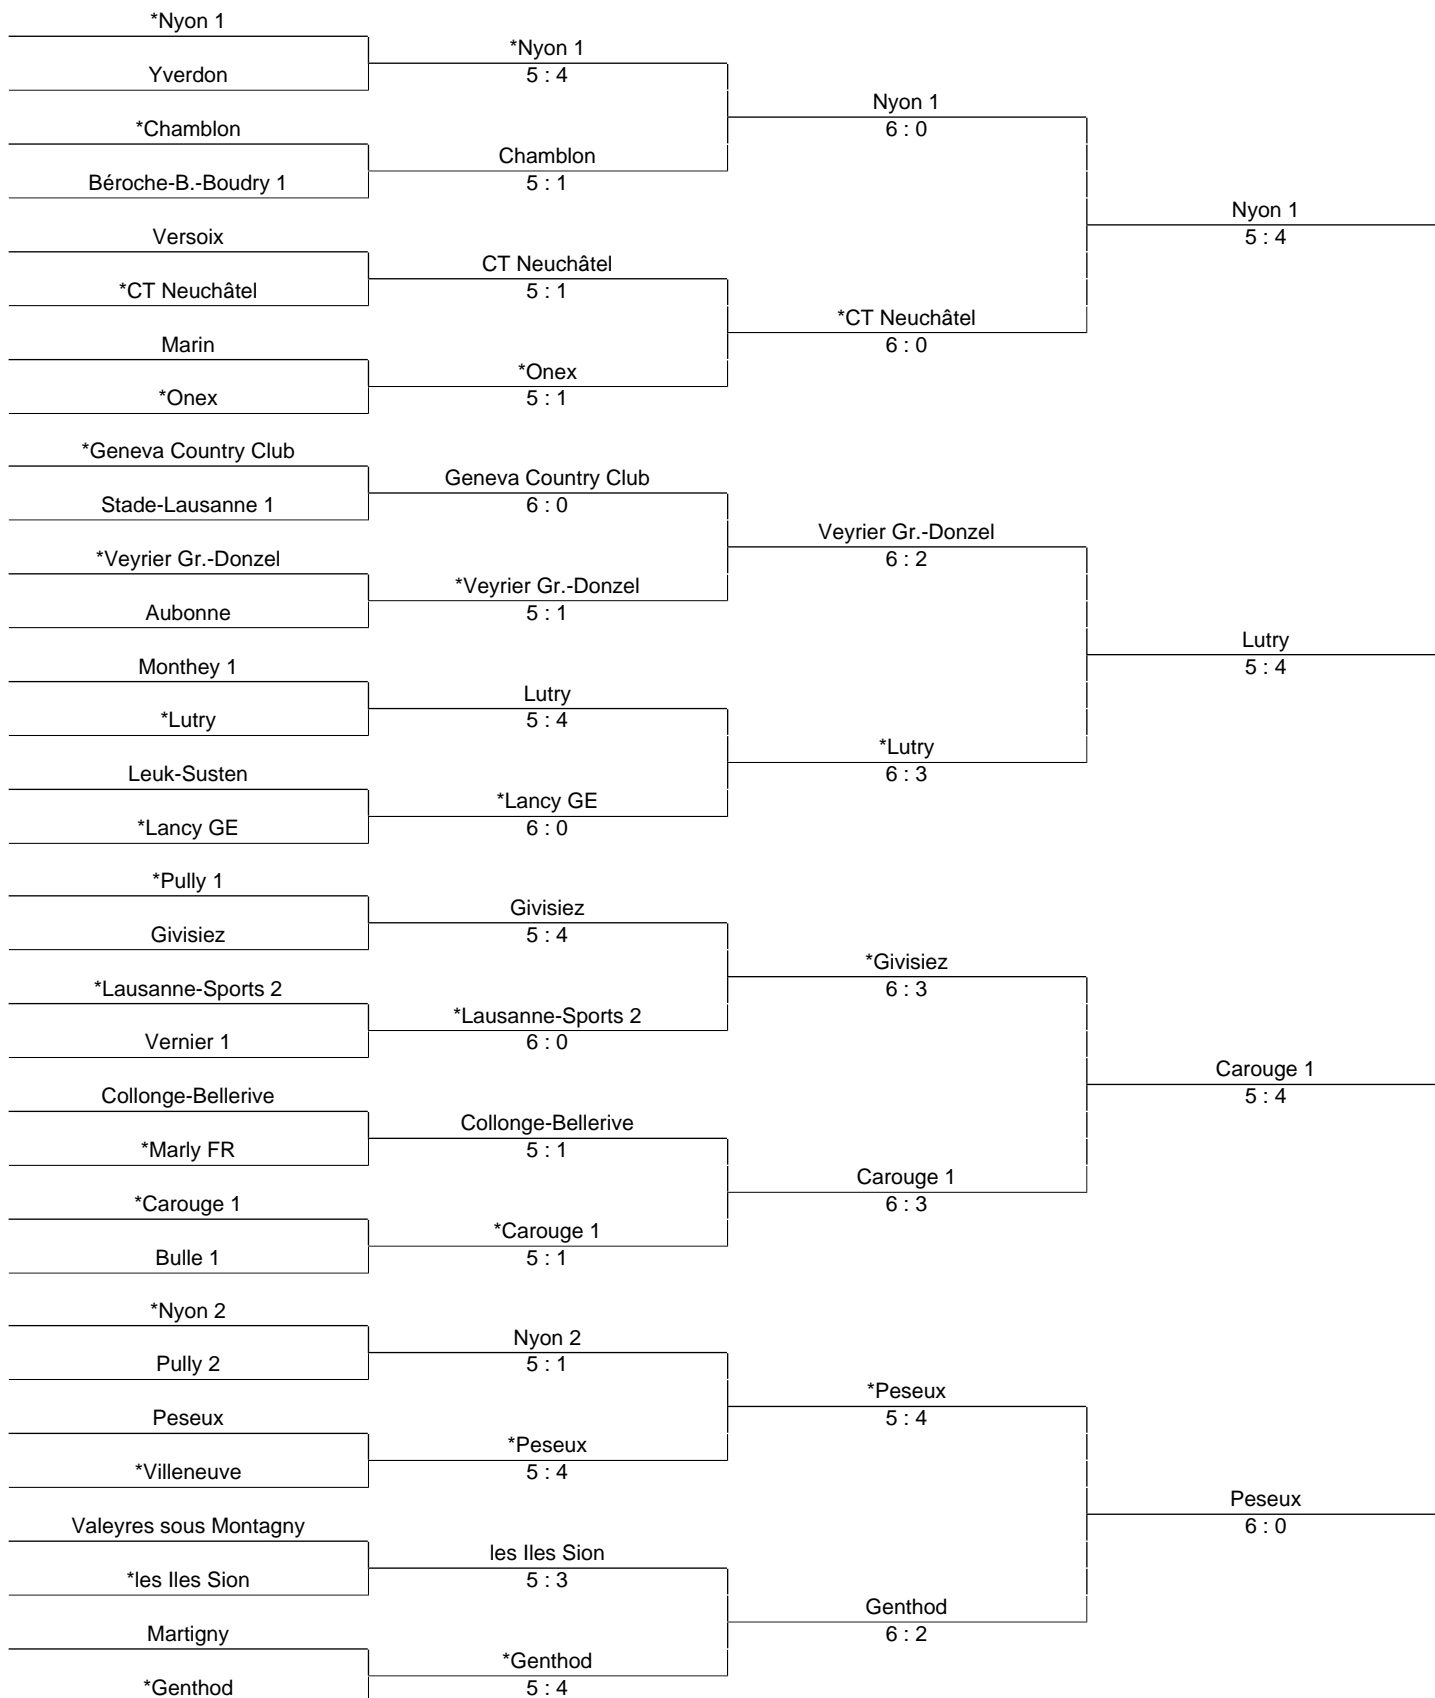 *Nyon 1
Yverdon
*Chamblon
Béroche-B.-Boudry 1
Versoix
*CT Neuchâtel
Marin
*Onex
*Geneva Country Club
Stade-Lausanne 1
*Veyrier Gr.-Donzel
Aubonne
Monthey 1
*Lutry
Leuk-Susten
*Lancy GE
*Pully 1
Givisiez
*Lausanne-Sports 2
Vernier 1
Collonge-Bellerive
*Marly FR
*Carouge 1
Bulle 1
*Nyon 2
Pully 2
Peseux
*Villeneuve
Valeyres sous Montagny
*les Iles Sion
Martigny
*Genthod
*Nyon 1
5 : 4
Chamblon
5 : 1
CT Neuchâtel
5 : 1
*Onex
5 : 1
Geneva Country Club
6 : 0
*Veyrier Gr.-Donzel
5 : 1
Lutry
5 : 4
*Lancy GE
6 : 0
Givisiez
5 : 4
*Lausanne-Sports 2
6 : 0
Collonge-Bellerive
5 : 1
*Carouge 1
5 : 1
Nyon 2
5 : 1
*Peseux
5 : 4
les Iles Sion
5 : 3
*Genthod
5 : 4
Nyon 1
6 : 0
*CT Neuchâtel
6 : 0
Veyrier Gr.-Donzel
6 : 2
*Lutry
6 : 3
*Givisiez
6 : 3
Carouge 1
6 : 3
*Peseux
5 : 4
Genthod
6 : 2
Nyon 1
5 : 4
Lutry
5 : 4
Carouge 1
5 : 4
Peseux
6 : 0